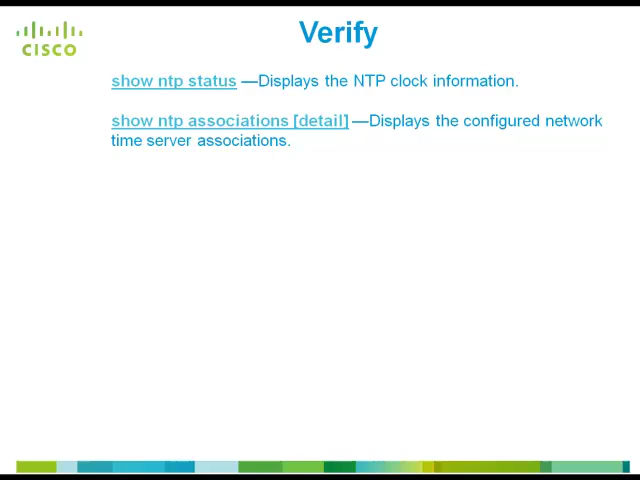 CISCO
Verify
show ntp status —Displays the NTP clock information.
show ntp associations [detail] —Displays the configured network
time server associations.